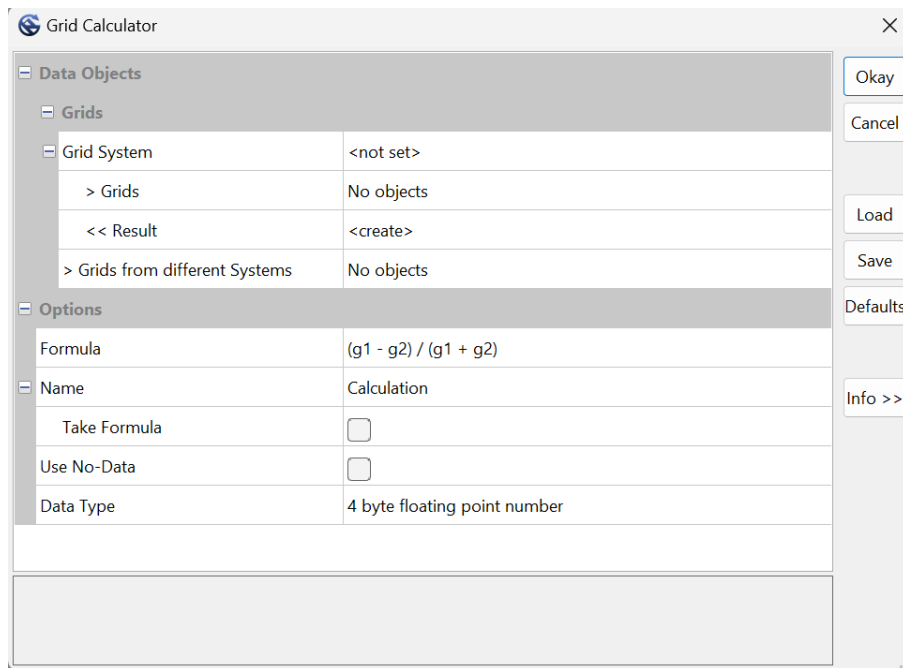 Grid Calculator
Data Objects
Okay
Grids
Cancel
Grid System <not set>
> Grids No objects
Load
<< Result <create>
Save
> Grids from different Systems No objects
Defaults
Options
Formula (g1 - g2) / (g1 + g2)
Name Calculation
Info >>
Take Formula
Use No-Data
Data Type 4 byte floating point number